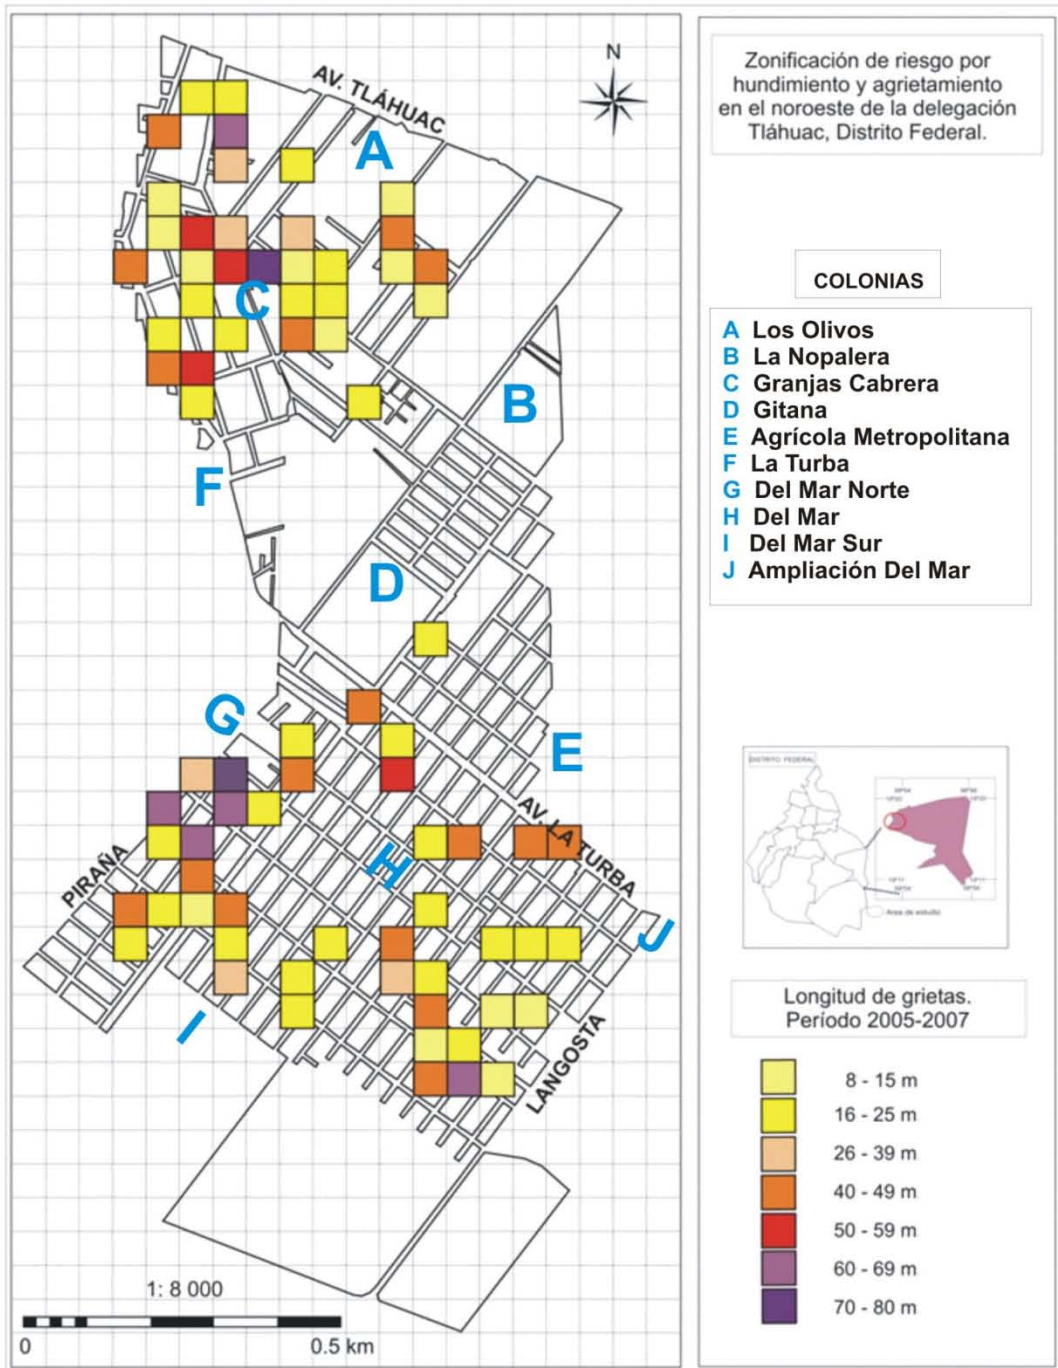 N
AV. TLÁHUAC
A
B
C
D
E
F
G
H
I
J
AV. LA TURBA
PIRAÑA
LANGOSTA
1: 8 000
0
0.5 km
Zonificación de riesgo por
hundimiento y agrietamiento
en el noroeste de la delegación
Tláhuac, Distrito Federal.
COLONIAS
A Los Olivos
B La Nopalera
C Granjas Cabrera
D Gitana
E Agrícola Metropolitana
F La Turba
G Del Mar Norte
H Del Mar
I Del Mar Sur
J Ampliación Del Mar
DISTRITO FEDERAL
Area de estudio
Longitud de grietas.
Período 2005-2007
8 - 15 m
16 - 25 m
26 - 39 m
40 - 49 m
50 - 59 m
60 - 69 m
70 - 80 m